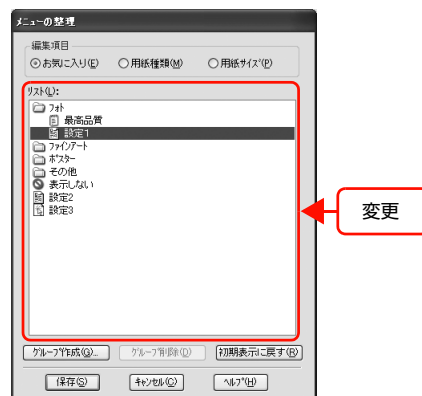 メニューの整理
編集項目
お気に入り(E) 用紙種類(M) 用紙サイズ(P)
リスト(L):
フォト
最高品質
設定1
ファインアート
ポスター
その他
表示しない
設定2
設定3
変更
グループ作成(G)... グループ削除(D) 初期表示に戻す(R)
保存(S) キャンセル(C) ヘルプ(H)